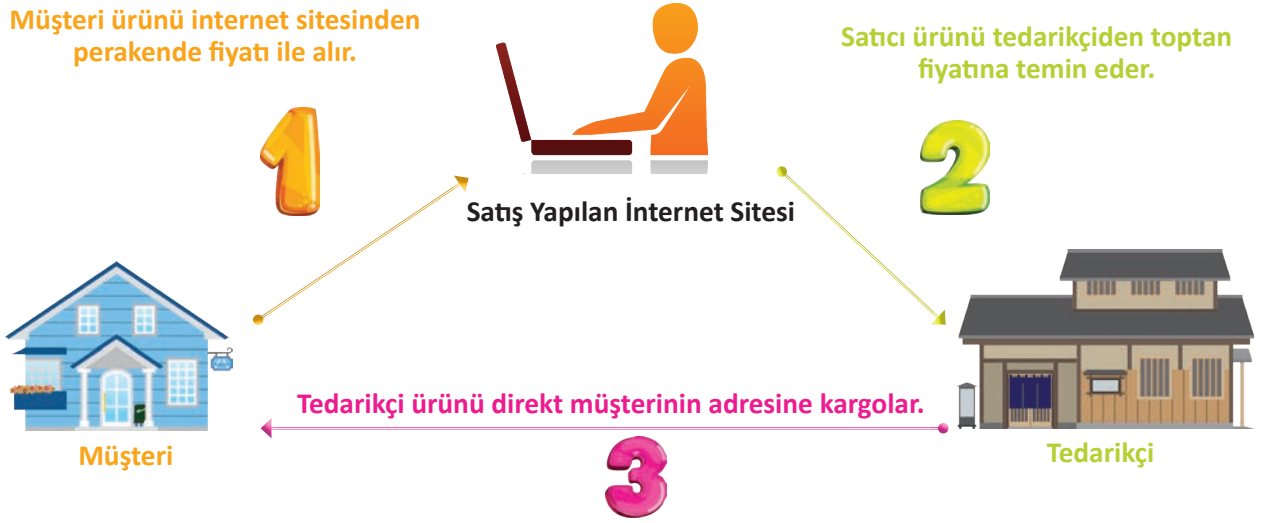 Müşteri ürünü internet sitesinden
perakende fiyatı ile alır.
1
Satıcı ürünü tedarikçiden toptan
fiyatına temin eder.
2
Satış Yapılan İnternet Sitesi
Tedarikçi ürünü direkt müşterinin adresine kargolar.
3
Müşteri
Tedarikçi